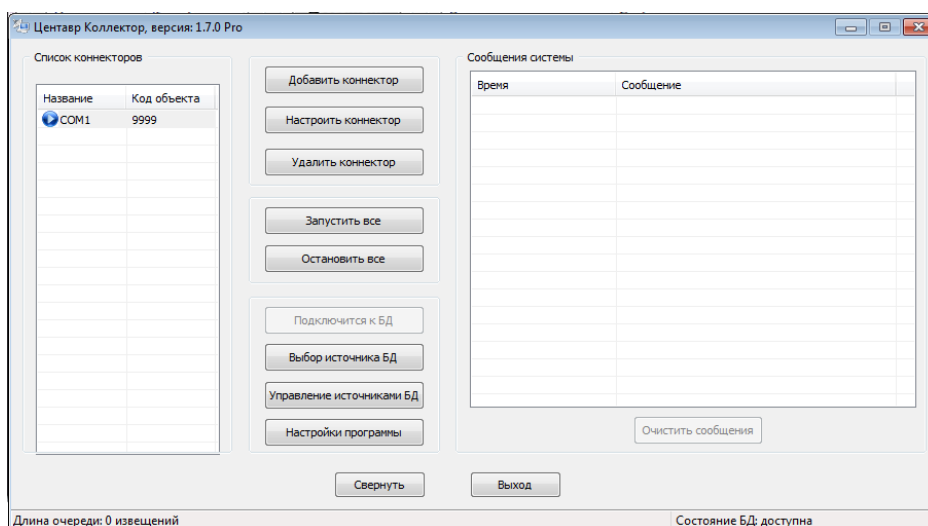 Центавр Коллектор, версия: 1.7.0 Pro
Список коннекторов
Название Код объекта
COM1 9999
Добавить коннектор
Настроить коннектор
Удалить коннектор
Запустить все
Остановить все
Подключится к БД
Выбор источника БД
Управление источниками БД
Настройки программы
Сообщения системы
Время Сообщение
Очистить сообщения
Свернуть
Выход
Длина очереди: 0 извещений
Состояние БД: доступна